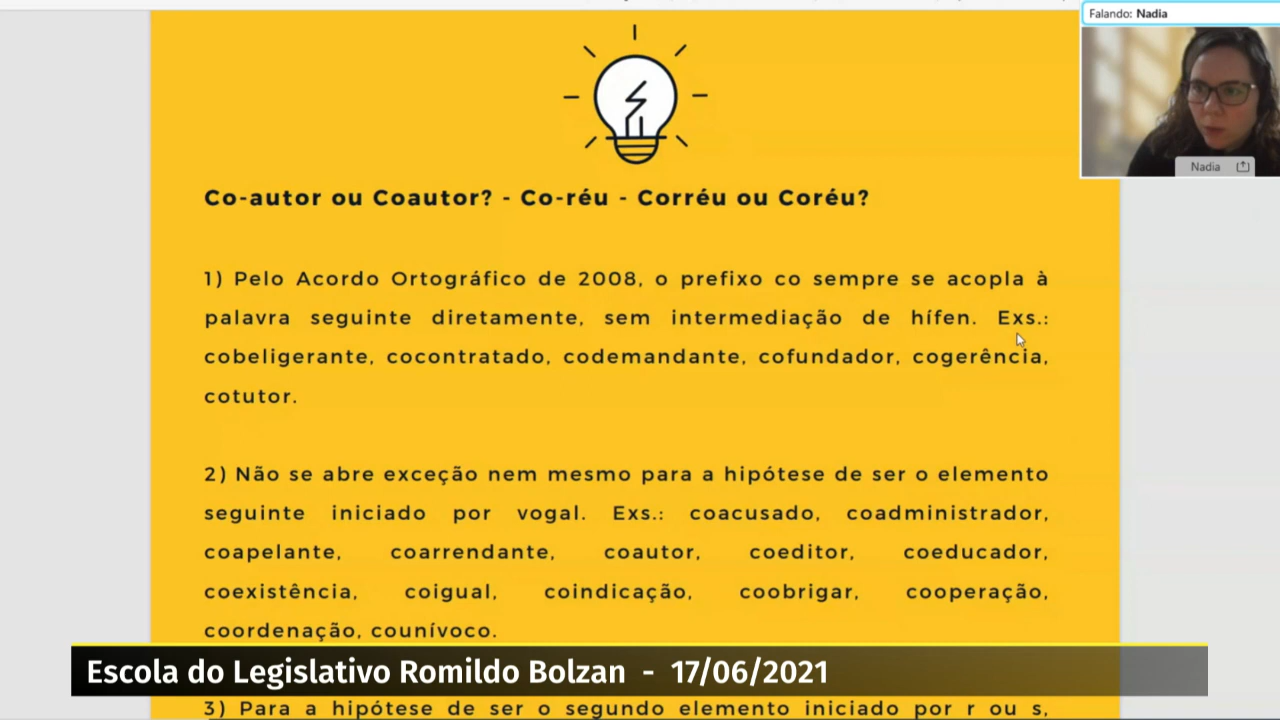 Falando: Nadia
Nadia
Co-autor ou Coautor? - Co-réu - Corréu ou Coréu?
1) Pelo Acordo Ortográfico de 2008, o prefixo co sempre se acopla à
palavra seguinte diretamente, sem intermediação de hífen. Exs.:
cobeligerante, cocontratado, codemandante, cofundador, cogerência,
cotutor.
2) Não se abre exceção nem mesmo para a hipótese de ser o elemento
seguinte iniciado por vogal. Exs.: coacusado, coadministrador,
coapelante, coarrendante, coautor, coeditor, coeducador,
coexistência, coigual, coindicação, coobrigar, cooperação,
coordenação, counívoco.
Escola do Legislativo Romildo Bolzan - 17/06/2021
3) Para a hipótese de ser o segundo elemento iniciado por r ou s,